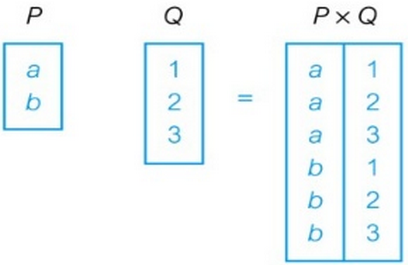 P Q P × Q
a 1 a 1
b 2 = a 2
3 a 3
b 1
b 2
b 3